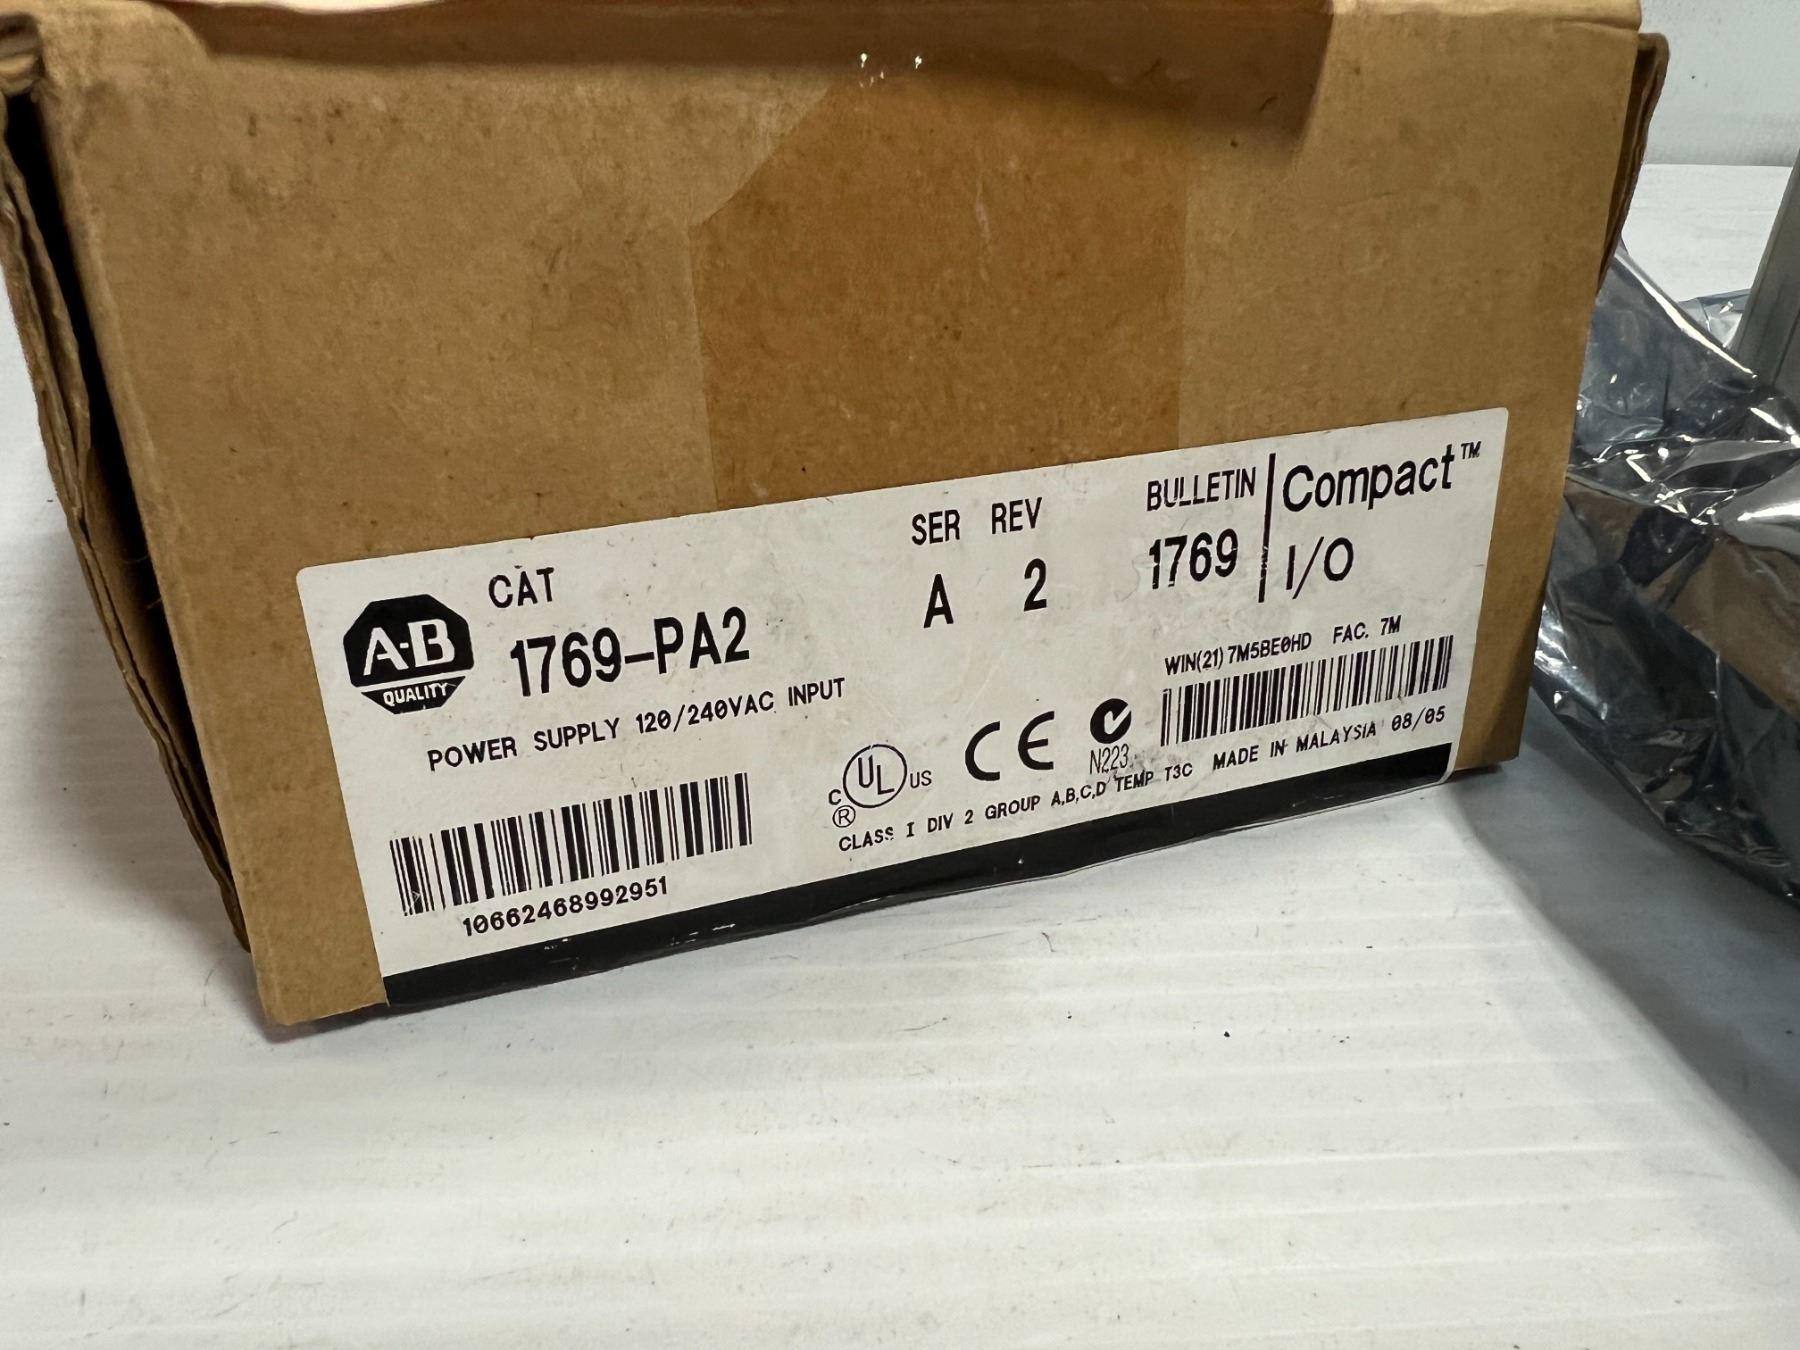 A-B
QUALITY
CAT
1769-PA2
SER REV
A 2
BULLETIN
1769
Compact™
I/O
POWER SUPPLY 120/240VAC INPUT
10662468992951
C UL US
®
CE
N223
WIN(21) 7M5BE0HD FAC. 7M
CLASS I DIV 2 GROUP A,B,C,D TEMP T3C MADE IN MALAYSIA 08/05